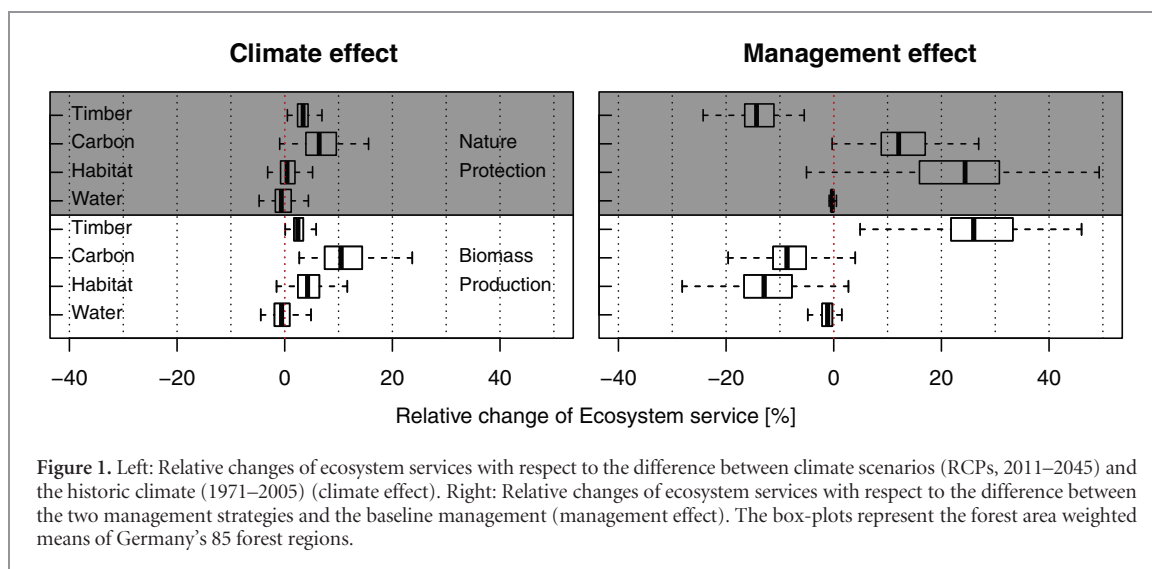 Climate effect
Management effect
Timber
Carbon
Nature
Habitat
Protection
Water
Timber
Carbon
Biomass
Habitat
Production
Water
−40 −20 0 20 40
−40 −20 0 20 40
Relative change of Ecosystem service [%]
Figure 1. Left: Relative changes of ecosystem services with respect to the difference between climate scenarios (RCPs, 2011–2045) and
the historic climate (1971–2005) (climate effect). Right: Relative changes of ecosystem services with respect to the difference between
the two management strategies and the baseline management (management effect). The box-plots represent the forest area weighted
means of Germany's 85 forest regions.